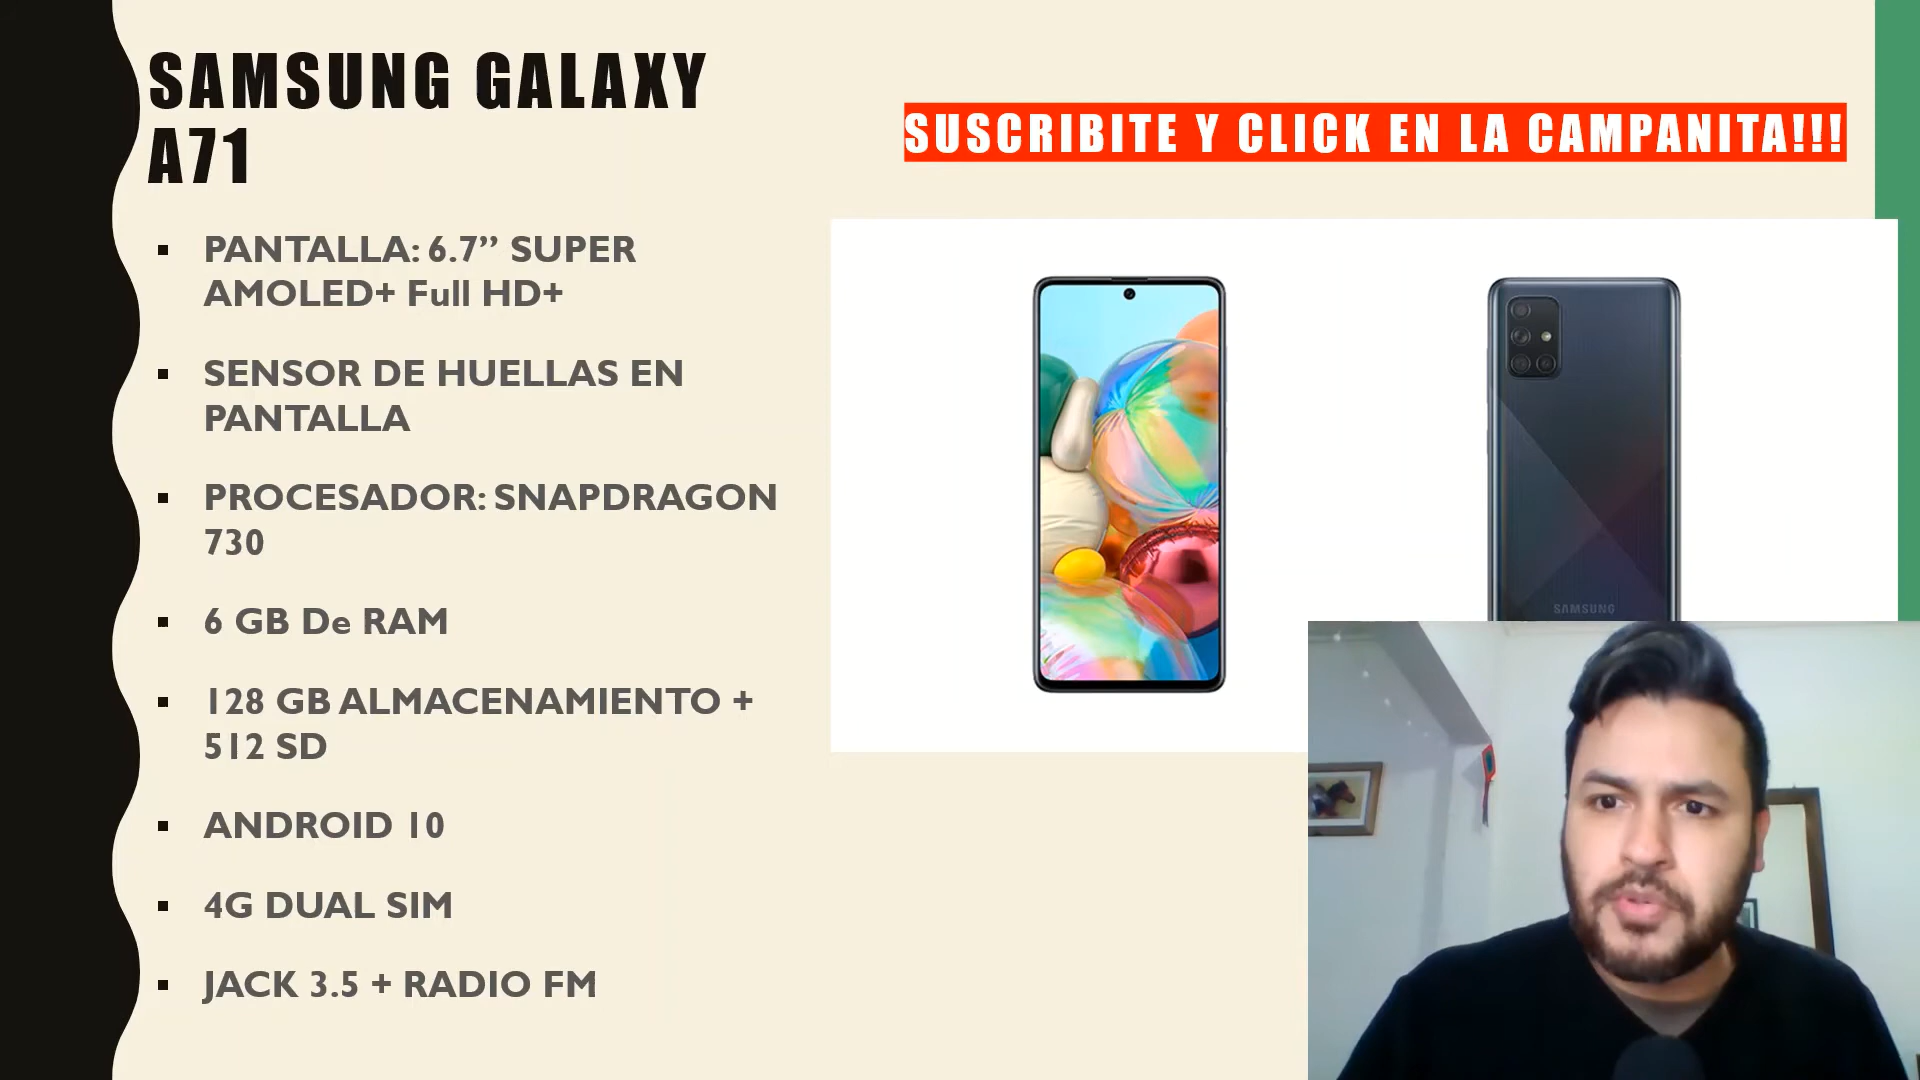 SAMSUNG GALAXY
A71
SUSCRIBITE Y CLICK EN LA CAMPANITA!!!
▪ PANTALLA: 6.7’’ SUPER
AMOLED+ Full HD+
▪ SENSOR DE HUELLAS EN
PANTALLA
▪ PROCESADOR: SNAPDRAGON
730
▪ 6 GB De RAM
▪ 128 GB ALMACENAMIENTO +
512 SD
▪ ANDROID 10
▪ 4G DUAL SIM
▪ JACK 3.5 + RADIO FM
SAMSUNG